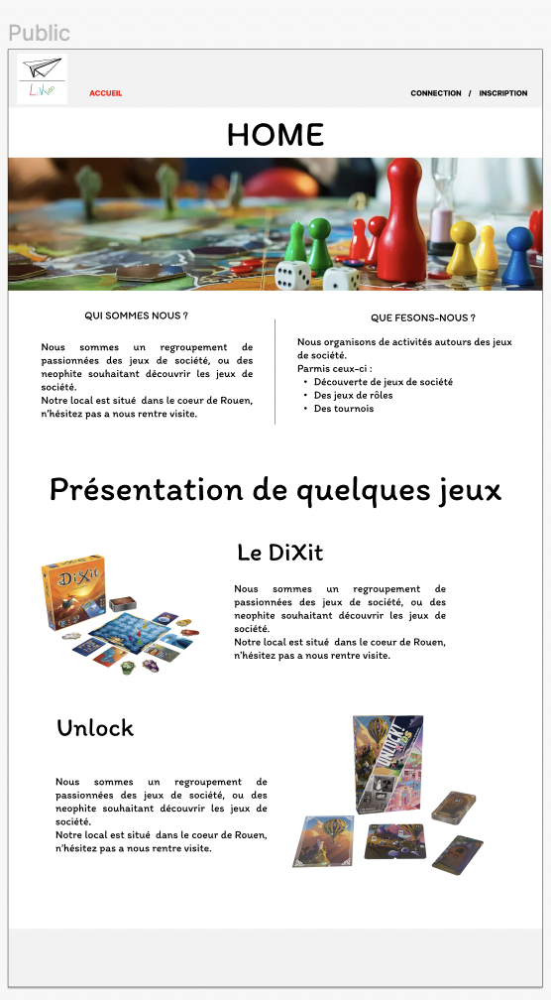 Public
Like
ACCUEIL
CONNECTION / INSCRIPTION
HOME
QUI SOMMES NOUS ?
Nous sommes un regroupement de
passionnées des jeux de société, ou des
neophite souhaitant découvrir les jeux de
société.
Notre local est situé dans le coeur de Rouen,
n'hésitez pas a nous rentre visite.
QUE FESONS-NOUS ?
Nous organisons de activités autours des jeux
de société.
Parmis ceux-ci :
• Découverte de jeux de société
• Des jeux de rôles
• Des tournois
Présentation de quelques jeux
DiXit
Le DiXit
Nous sommes un regroupement de
passionnées des jeux de société, ou des
neophite souhaitant découvrir les jeux de
société.
Notre local est situé dans le coeur de Rouen,
n'hésitez pas a nous rentre visite.
Unlock
Nous sommes un regroupement de
passionnées des jeux de société, ou des
neophite souhaitant découvrir les jeux de
société.
Notre local est situé dans le coeur de Rouen,
n'hésitez pas a nous rentre visite.
UNLOCK!
KIDS